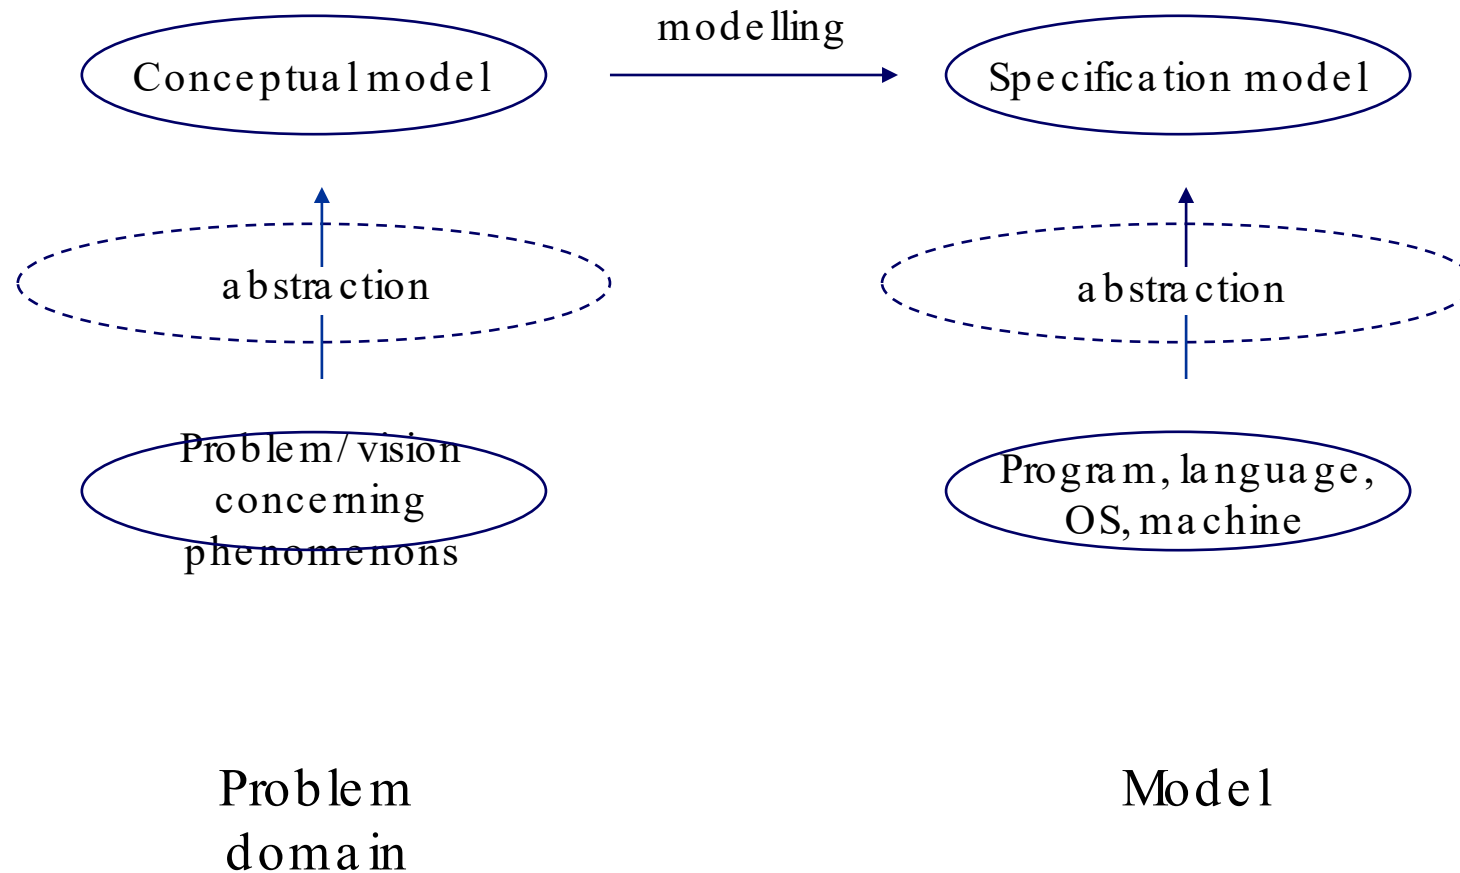 modelling
Conceptual model
Specification model
abstraction
abstraction
Problem/vision
concerning
phenomenons
Program, language,
OS, machine
Problem
domain
Model